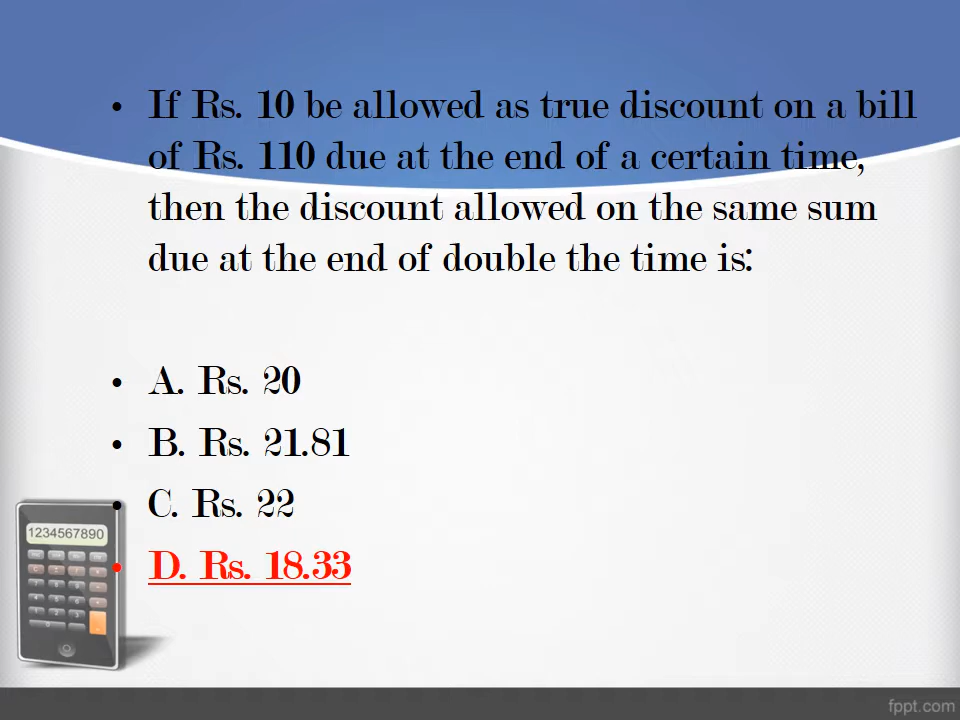 • If Rs. 10 be allowed as true discount on a bill
of Rs. 110 due at the end of a certain time,
then the discount allowed on the same sum
due at the end of double the time is:
• A. Rs. 20
• B. Rs. 21.81
• C. Rs. 22
• D. Rs. 18.33
1234567890
fppt.com